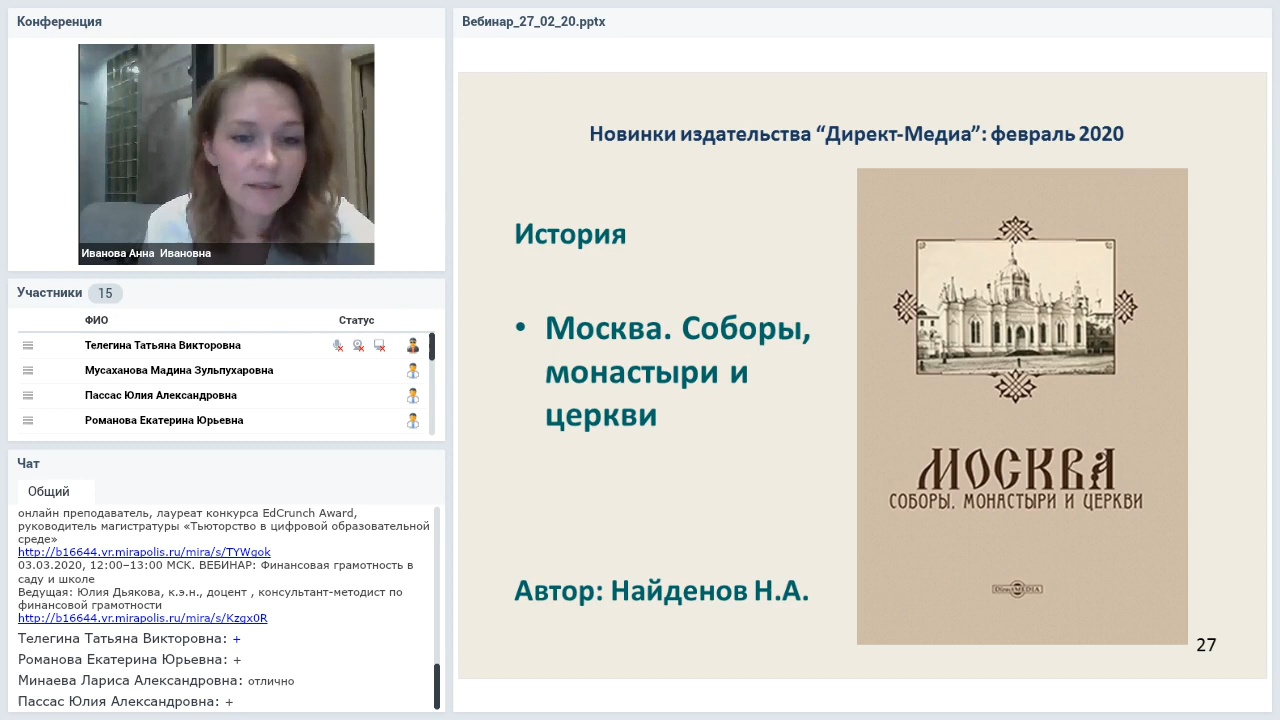 Конференция
Иванова Анна  Ивановна
Участники 15
ФИО Статус
Телегина Татьяна Викторовна
Мусаханова Мадина Зульпухаровна
Пассас Юлия Александровна
Романова Екатерина Юрьевна
Чат
Общий
онлайн преподаватель, лауреат конкурса EdCrunch Award,
руководитель магистратуры «Тьюторство в цифровой образовательной
среде»
http://b16644.vr.mirapolis.ru/mira/s/TYWgok
03.03.2020, 12:00–13:00 МСК. ВЕБИНАР: Финансовая грамотность в
саду и школе
Ведущая: Юлия Дьякова, к.э.н., доцент , консультант-методист по
финансовой грамотности
http://b16644.vr.mirapolis.ru/mira/s/Kzgx0R
Телегина Татьяна Викторовна: +
Романова Екатерина Юрьевна: +
Минаева Лариса Александровна: отлично
Пассас Юлия Александровна: +
Вебинар_27_02_20.pptx
Новинки издательства “Директ-Медиа”: февраль 2020
История
• Москва. Соборы,
монастыри и
церкви
Автор: Найденов Н.А.
МОСКВА
СОБОРЫ, МОНАСТЫРИ И ЦЕРКВИ
DirectMEDIA
27